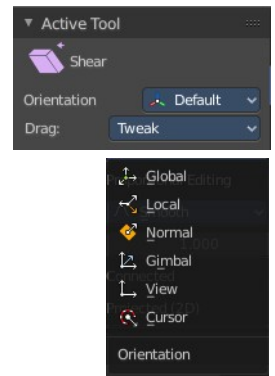 Active Tool
Shear
Orientation Default
Drag: Tweak
Global
Local
Normal
Gimbal
View
Cursor
Orientation